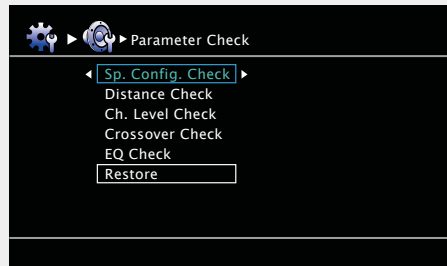 Parameter Check
Sp. Config. Check
Distance Check
Ch. Level Check
Crossover Check
EQ Check
Restore